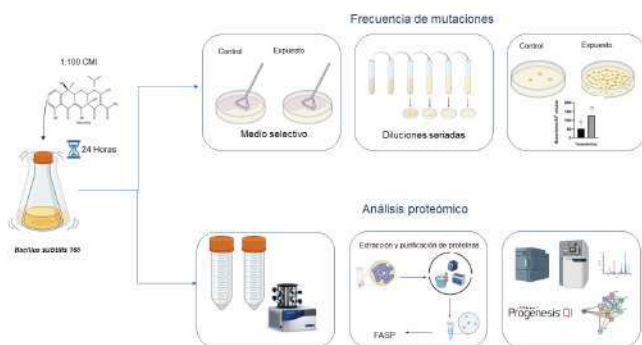 Frecuencia de mutaciones
1:100 CMI
24 Horas
Bacillus subtilis 168
Control
Expuesto
Medio selectivo
Diluciones seriadas
Control
Expuesto
Análisis proteómico
Extracción y purificación de proteínas
FASP
Progenesis QI